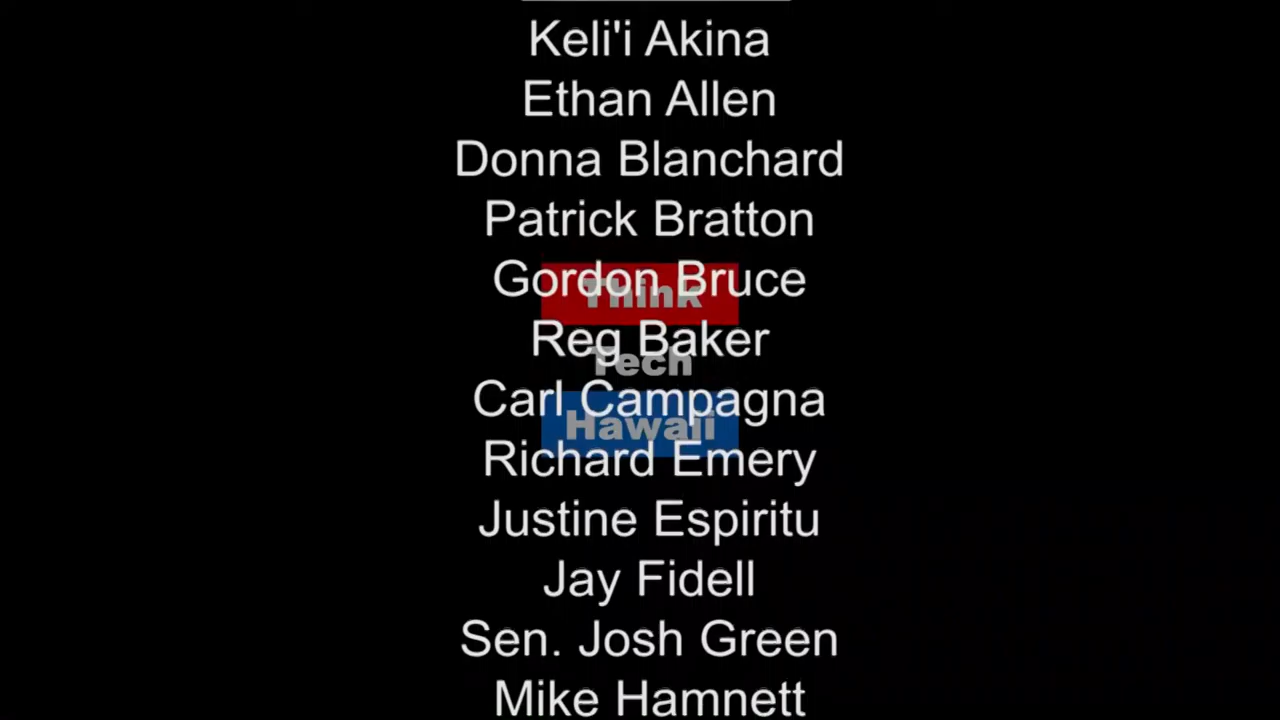 Keli'i Akina
Ethan Allen
Donna Blanchard
Patrick Bratton
Gordon Bruce
Think
Reg Baker
Tech
Carl Campagna
Hawaii
Richard Emery
Justine Espiritu
Jay Fidell
Sen. Josh Green
Mike Hamnett